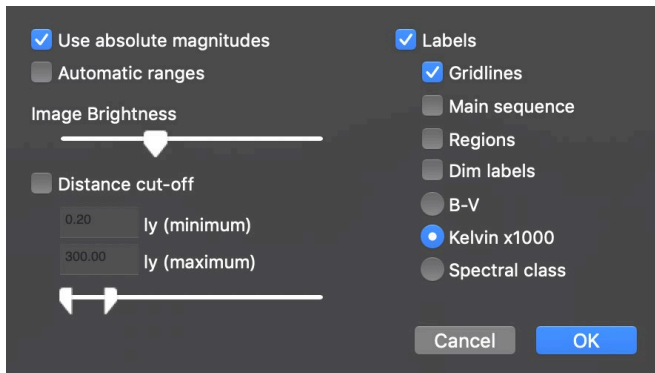 Use absolute magnitudes
Automatic ranges
Image Brightness
Distance cut-off
0.20 ly (minimum)
300.00 ly (maximum)
Labels
Gridlines
Main sequence
Regions
Dim labels
B-V
Kelvin x1000
Spectral class
Cancel OK